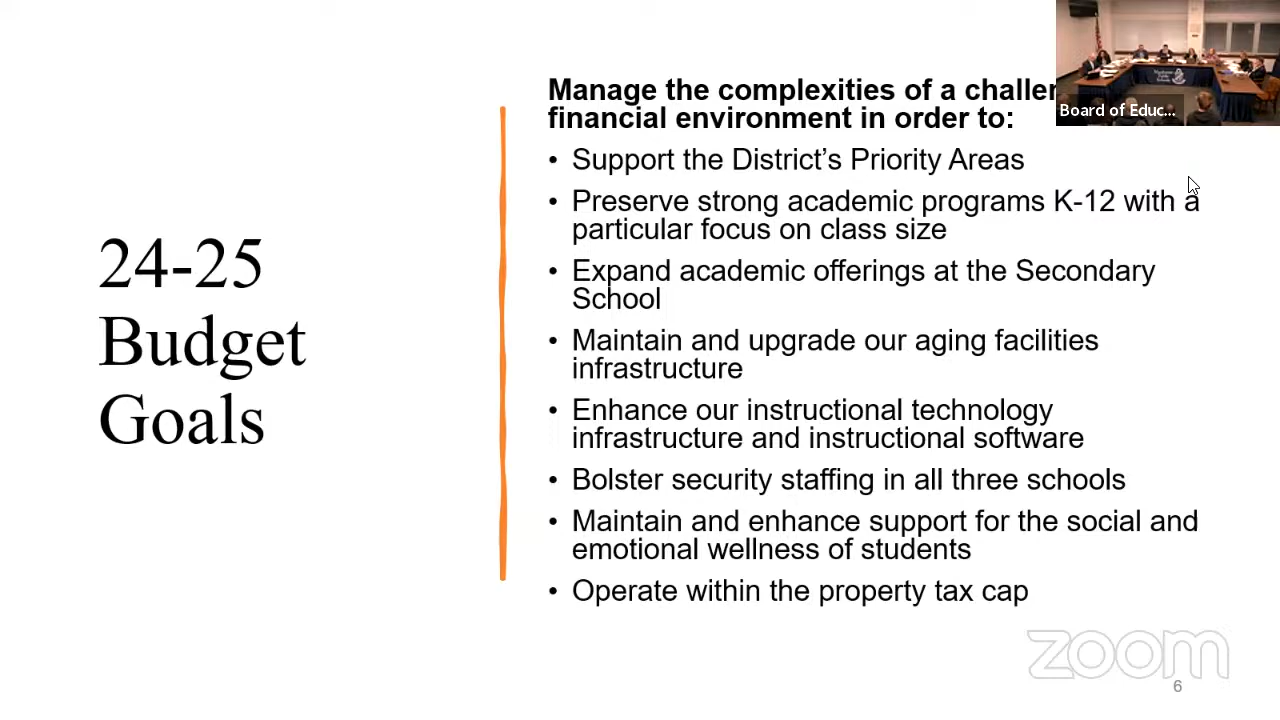 24-25
Budget
Goals
Manage the complexities of a
financial environment in order to:
• Support the District's Priority Areas
• Preserve strong academic programs K-12 with a
particular focus on class size
• Expand academic offerings at the Secondary
School
• Maintain and upgrade our aging facilities
infrastructure
• Enhance our instructional technology
infrastructure and instructional software
• Bolster security staffing in all three schools
• Maintain and enhance support for the social and
emotional wellness of students
• Operate within the property tax cap
Board of Educ...
zoom
6